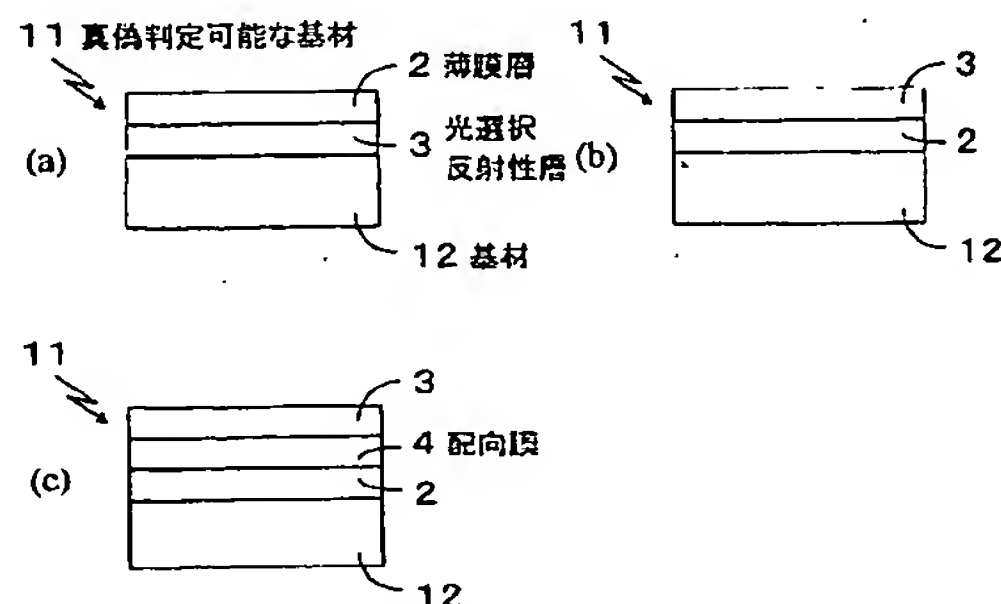 11 真偽判定可能な基材
2 薄膜層
3 光選択
反射性層
(a)
12 基材
11
3
2
(b)
12
11
3
4 配向膜
2
(c)
12